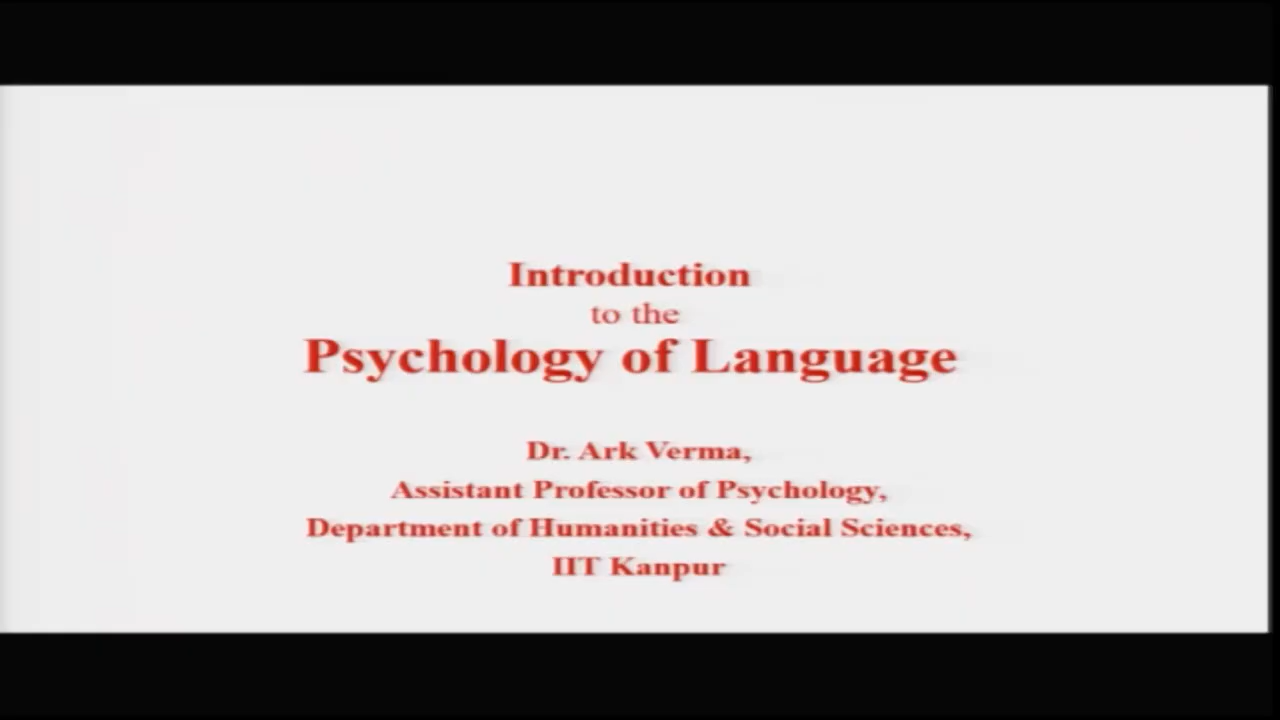 Introduction
to the
Psychology of Language
Dr. Ark Verma,
Assistant Professor of Psychology,
Department of Humanities & Social Sciences,
IIT Kanpur